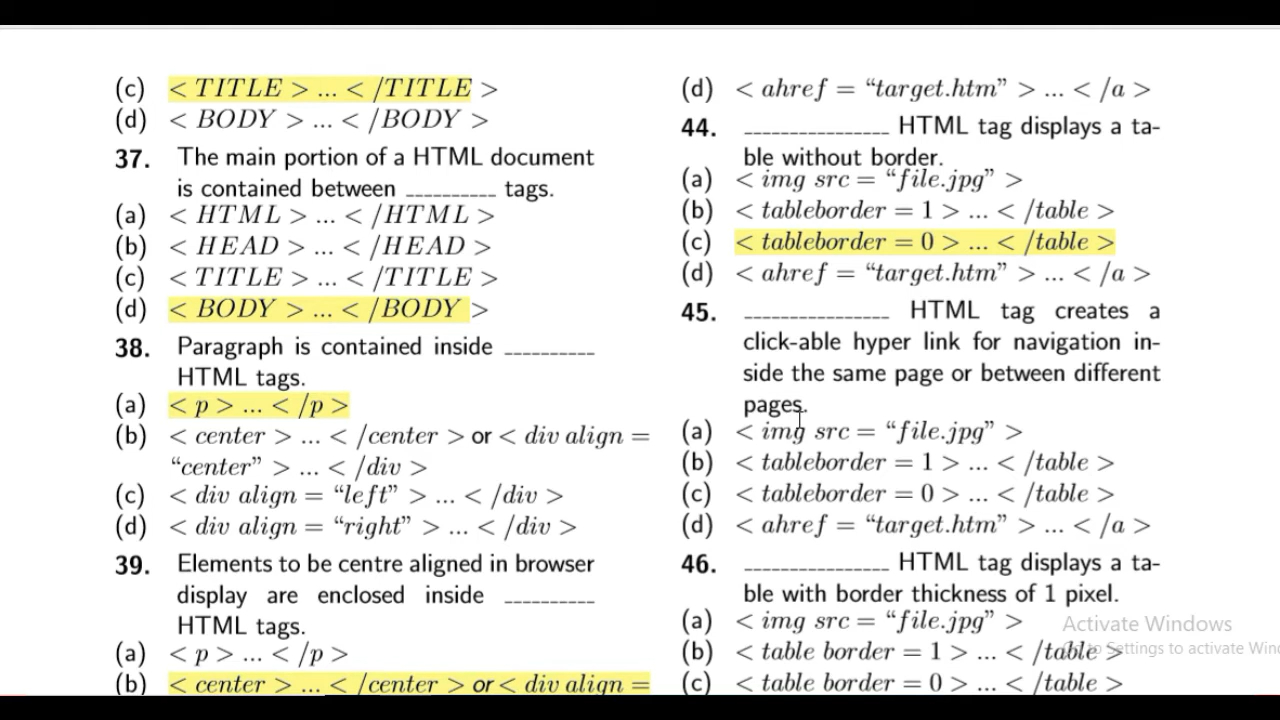 (c) < TITLE > ... < /TITLE >
(d) < BODY > ... < /BODY >
37. The main portion of a HTML document
is contained between __________ tags.
(a) < HTML > ... < /HTML >
(b) < HEAD > ... < /HEAD >
(c) < TITLE > ... < /TITLE >
(d) < BODY > ... < /BODY >
38. Paragraph is contained inside __________
HTML tags.
(a) < p > ... < /p >
(b) < center > ... < /center > or < div align =
“center” > ... < /div >
(c) < div align = “left” > ... < /div >
(d) < div align = “right” > ... < /div >
39. Elements to be centre aligned in browser
display are enclosed inside __________
HTML tags.
(a) < p > ... < /p >
(b) < center > ... < /center > or < div align =
(d) < ahref = “target.htm” > ... < /a >
44. ________________ HTML tag displays a ta-
ble without border.
(a) < img src = “file.jpg” >
(b) < tableborder = 1 > ... < /table >
(c) < tableborder = 0 > ... < /table >
(d) < ahref = “target.htm” > ... < /a >
45. ________________ HTML tag creates a
click-able hyper link for navigation in-
side the same page or between different
pages.
(a) < img src = “file.jpg” >
(b) < tableborder = 1 > ... < /table >
(c) < tableborder = 0 > ... < /table >
(d) < ahref = “target.htm” > ... < /a >
46. ________________ HTML tag displays a ta-
ble with border thickness of 1 pixel.
(a) < img src = “file.jpg” >
(b) < table border = 1 > ... < /table >
(c) < table border = 0 > ... < /table >
Activate Windows
Go to Settings to activate Win